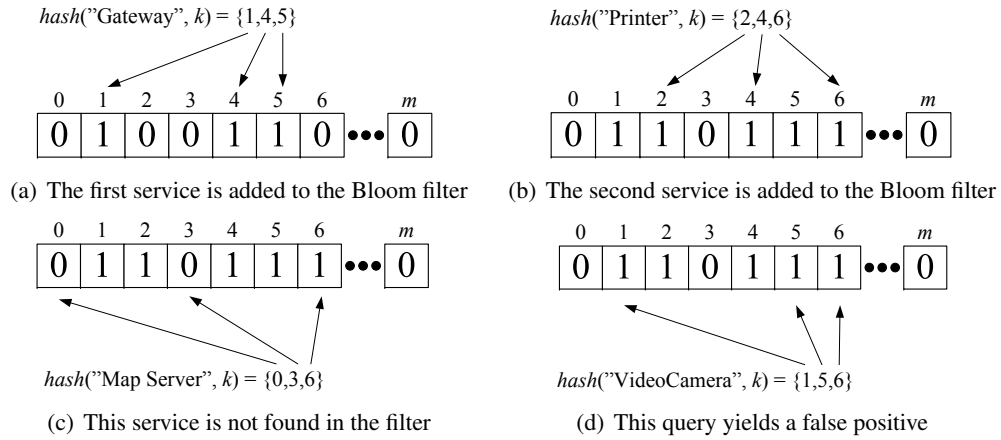 hash(”Gateway”, k) = {1,4,5}
0 1 2 3 4 5 6 m
0 1 0 0 1 1 0 ●●● 0
(a) The first service is added to the Bloom filter
hash(”Printer”, k) = {2,4,6}
0 1 2 3 4 5 6 m
0 1 1 0 1 1 1 ●●● 0
(b) The second service is added to the Bloom filter
0 1 2 3 4 5 6 m
0 1 1 0 1 1 1 ●●● 0
hash(”Map Server”, k) = {0,3,6}
(c) This service is not found in the filter
0 1 2 3 4 5 6 m
0 1 1 0 1 1 1 ●●● 0
hash(”VideoCamera”, k) = {1,5,6}
(d) This query yields a false positive